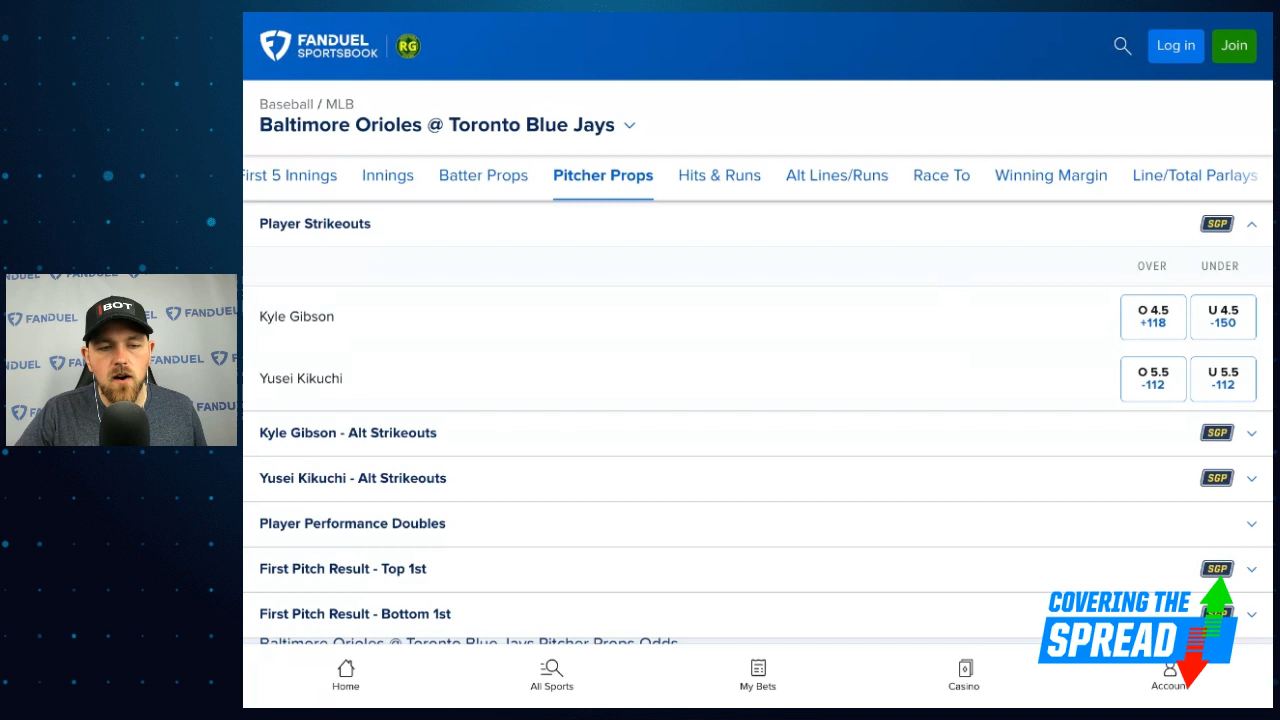 FANDUEL
SPORTSBOOK
RG
Log in
Join
Baseball / MLB
Baltimore Orioles @ Toronto Blue Jays
First 5 Innings Innings Batter Props Pitcher Props Hits & Runs Alt Lines/Runs Race To Winning Margin Line/Total Parlays
Player Strikeouts SGP
OVER UNDER
Kyle Gibson
O 4.5 U 4.5
+118 -150
Yusei Kikuchi
O 5.5 U 5.5
-112 -112
Kyle Gibson - Alt Strikeouts SGP
Yusei Kikuchi - Alt Strikeouts SGP
Player Performance Doubles
First Pitch Result - Top 1st SGP
First Pitch Result - Bottom 1st
Baltimore Orioles @ Toronto Blue Jays Pitcher Props Odds
Home All Sports My Bets Casino Account
COVERING THE
SPREAD
BOT
FANDUEL
FANDUEL
FANDUEL
FANDUEL